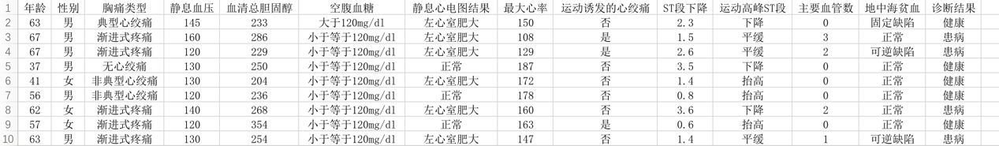 1 年龄 性别 胸痛类型 静息血压 血清总胆固醇 空腹血糖 静息心电图结果 最大心率 运动诱发的心绞痛 ST段下降 运动高峰ST段 主要血管数 地中海贫血 诊断结果
2 63 男 典型心绞痛 145 233 大于120mg/dl 左心室肥大 150 否 2.3 下降 0 固定缺陷 健康
3 67 男 渐进式疼痛 160 286 小于等于120mg/dl 左心室肥大 108 是 1.5 平缓 3 正常 患病
4 67 男 渐进式疼痛 120 229 小于等于120mg/dl 左心室肥大 129 是 2.6 平缓 2 可逆缺陷 患病
5 37 男 无心绞痛 130 250 小于等于120mg/dl 正常 187 否 3.5 下降 0 正常 健康
6 41 女 非典型心绞痛 130 204 小于等于120mg/dl 左心室肥大 172 否 1.4 抬高 0 正常 健康
7 56 男 非典型心绞痛 120 236 小于等于120mg/dl 正常 178 否 0.8 抬高 0 正常 健康
8 62 女 渐进式疼痛 140 268 小于等于120mg/dl 左心室肥大 160 否 3.6 下降 2 正常 患病
9 57 女 渐进式疼痛 120 354 小于等于120mg/dl 正常 163 是 0.6 抬高 0 正常 健康
10 63 男 渐进式疼痛 130 254 小于等于120mg/dl 左心室肥大 147 否 1.4 平缓 1 可逆缺陷 患病